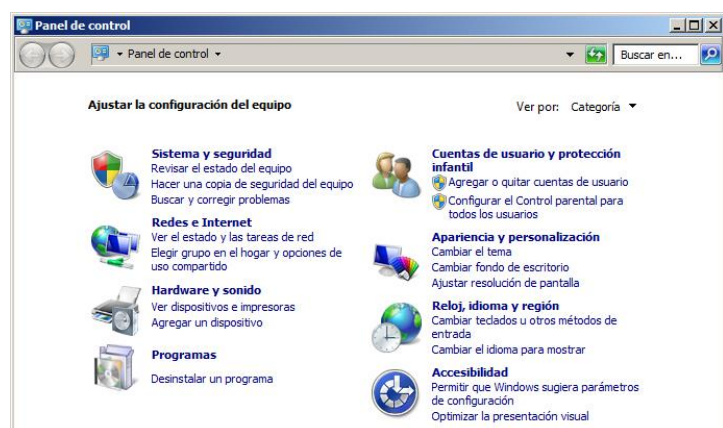 Panel de control
Panel de control
Buscar en...
Ajustar la configuración del equipo
Ver por: Categoría
Sistema y seguridad
Revisar el estado del equipo
Hacer una copia de seguridad del equipo
Buscar y corregir problemas
Redes e Internet
Ver el estado y las tareas de red
Elegir grupo en el hogar y opciones de
uso compartido
Hardware y sonido
Ver dispositivos e impresoras
Agregar un dispositivo
Programas
Desinstalar un programa
Cuentas de usuario y protección
infantil
Agregar o quitar cuentas de usuario
Configurar el Control parental para
todos los usuarios
Apariencia y personalización
Cambiar el tema
Cambiar fondo de escritorio
Ajustar resolución de pantalla
Reloj, idioma y región
Cambiar teclados u otros métodos de
entrada
Cambiar el idioma para mostrar
Accesibilidad
Permitir que Windows sugiera parámetros
de configuración
Optimizar la presentación visual